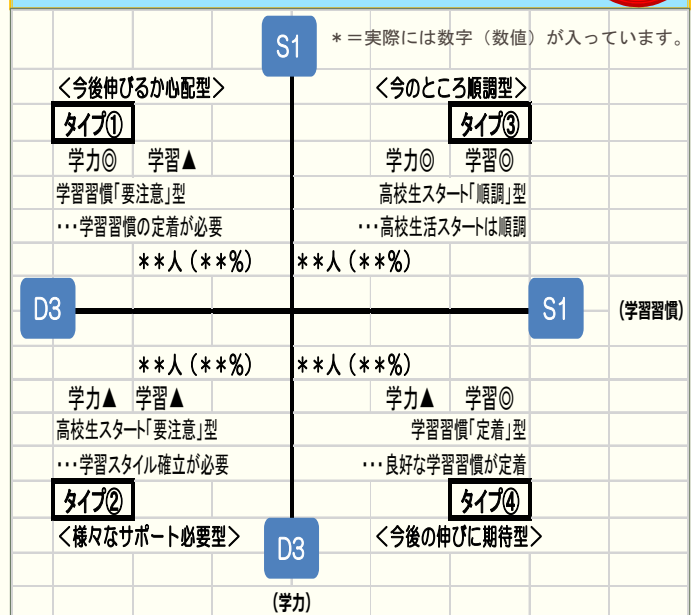 S1
*＝実際には数字（数値）が入っています。
＜今後伸びるか心配型＞
タイプ①
学力◎　学習▲
学習習慣「要注意」型
…学習習慣の定着が必要
**人（**%）
＜今のところ順調型＞
タイプ③
学力◎　学習◎
高校生スタート「順調」型
…高校生活スタートは順調
**人（**%）
D3
S1
（学習習慣）
**人（**%）
学力▲　学習▲
高校生スタート「要注意」型
…学習スタイル確立が必要
タイプ②
＜様々なサポート必要型＞
**人（**%）
学力▲　学習◎
学習習慣「定着」型
…良好な学習習慣が定着
タイプ④
＜今後の伸びに期待型＞
D3
（学力）